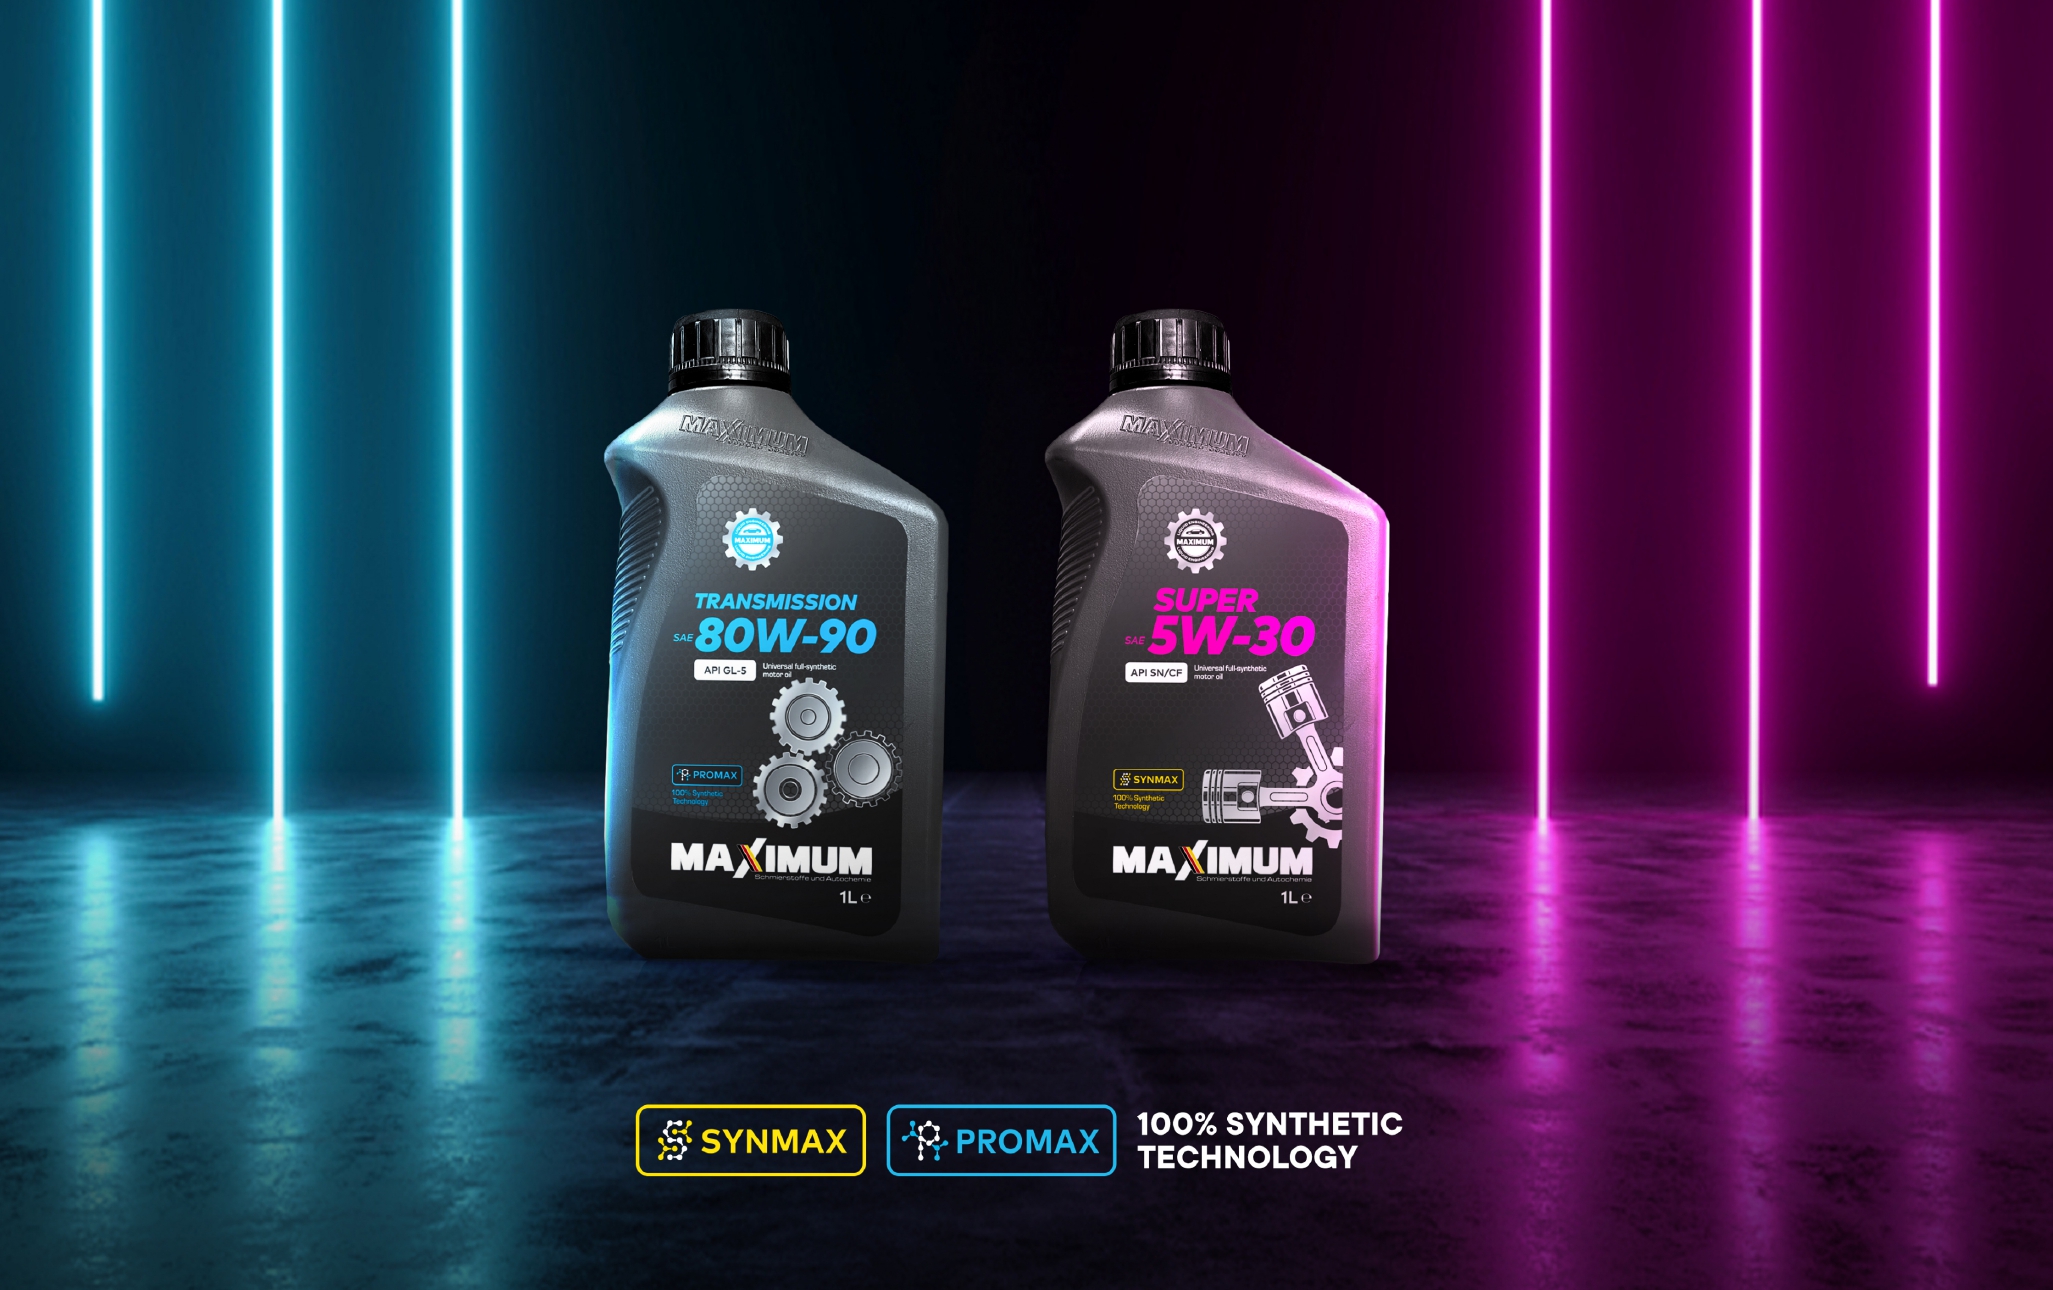 MAXIMUM
MAXIMUM
TRANSMISSION
SAE 80W-90
API GL-5
Universal full-synthetic
motor oil
PROMAX
100% Synthetic
Technology
MAXIMUM
Schmierstoffe und Autochemie
1L e
MAXIMUM
MAXIMUM
SUPER
SAE 5W-30
API SN/CF
Universal full-synthetic
motor oil
SYNMAX
100% Synthetic
Technology
MAXIMUM
Schmierstoffe und Autochemie
1L e
SYNMAX
PROMAX
100% SYNTHETIC
TECHNOLOGY